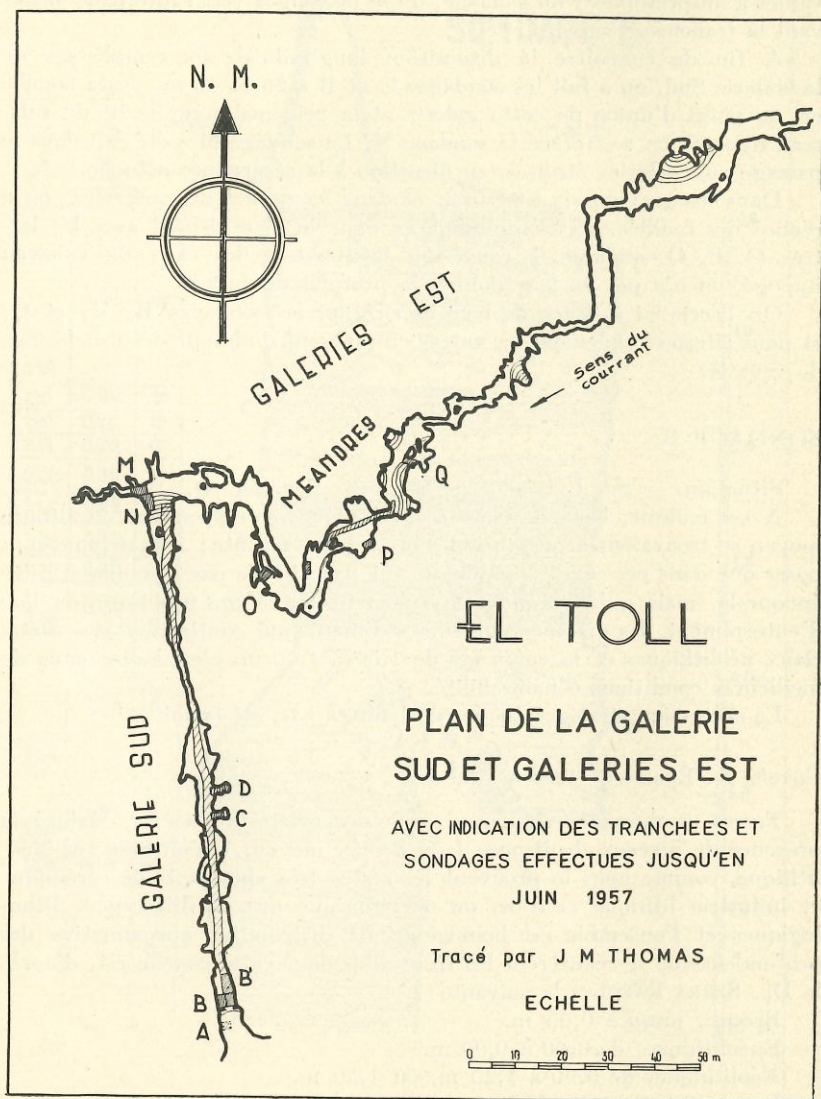 N. M.
GALERIES EST
Sens du
courrant
MEANDRES
M
N
Q
P
O
EL TOLL
PLAN DE LA GALERIE
SUD ET GALERIES EST
AVEC INDICATION DES TRANCHEES ET
SONDAGES EFFECTUES JUSQU'EN
JUIN 1957
Tracé par J M THOMAS
ECHELLE
0 10 20 30 40 50 m
GALERIE SUD
D
C
B'
B
A